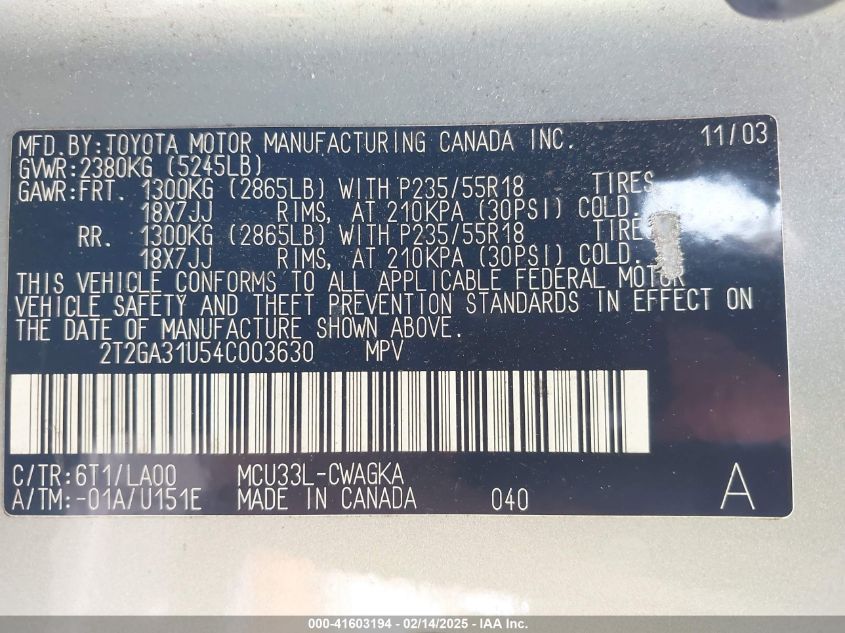 MFD.BY:TOYOTA MOTOR MANUFACTURING CANADA INC. 11/03
GVWR:2380KG (5245LB)
GAWR:FRT. 1300KG (2865LB) WITH P235/55R18 TIRES
18X7JJ RIMS, AT 210KPA (30PSI) COLD.
RR. 1300KG (2865LB) WITH P235/55R18 TIRES
18X7JJ RIMS, AT 210KPA (30PSI) COLD.
THIS VEHICLE CONFORMS TO ALL APPLICABLE FEDERAL MOTOR
VEHICLE SAFETY AND THEFT PREVENTION STANDARDS IN EFFECT ON
THE DATE OF MANUFACTURE SHOWN ABOVE.
2T2GA31U54C003630 MPV
C/TR:6T1/LA00 MCU33L-CWAGKA
A/TM:-01A/U151E MADE IN CANADA 040 A
000-41603194 - 02/14/2025 - IAA Inc.